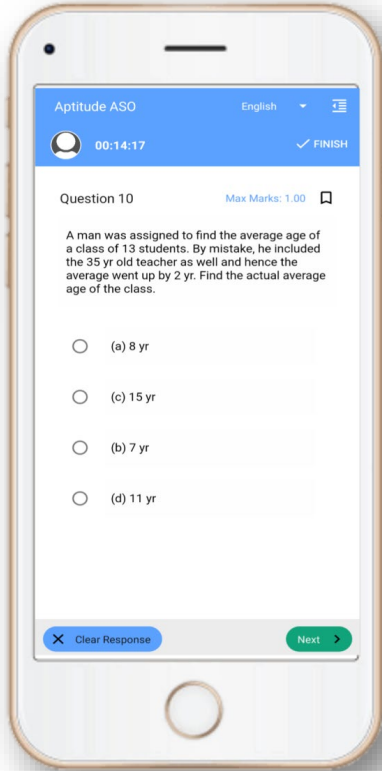 Aptitude ASO English
00:14:17 FINISH
Question 10 Max Marks: 1.00
A man was assigned to find the average age of
a class of 13 students. By mistake, he included
the 35 yr old teacher as well and hence the
average went up by 2 yr. Find the actual average
age of the class.
(a) 8 yr
(c) 15 yr
(b) 7 yr
(d) 11 yr
Clear Response Next